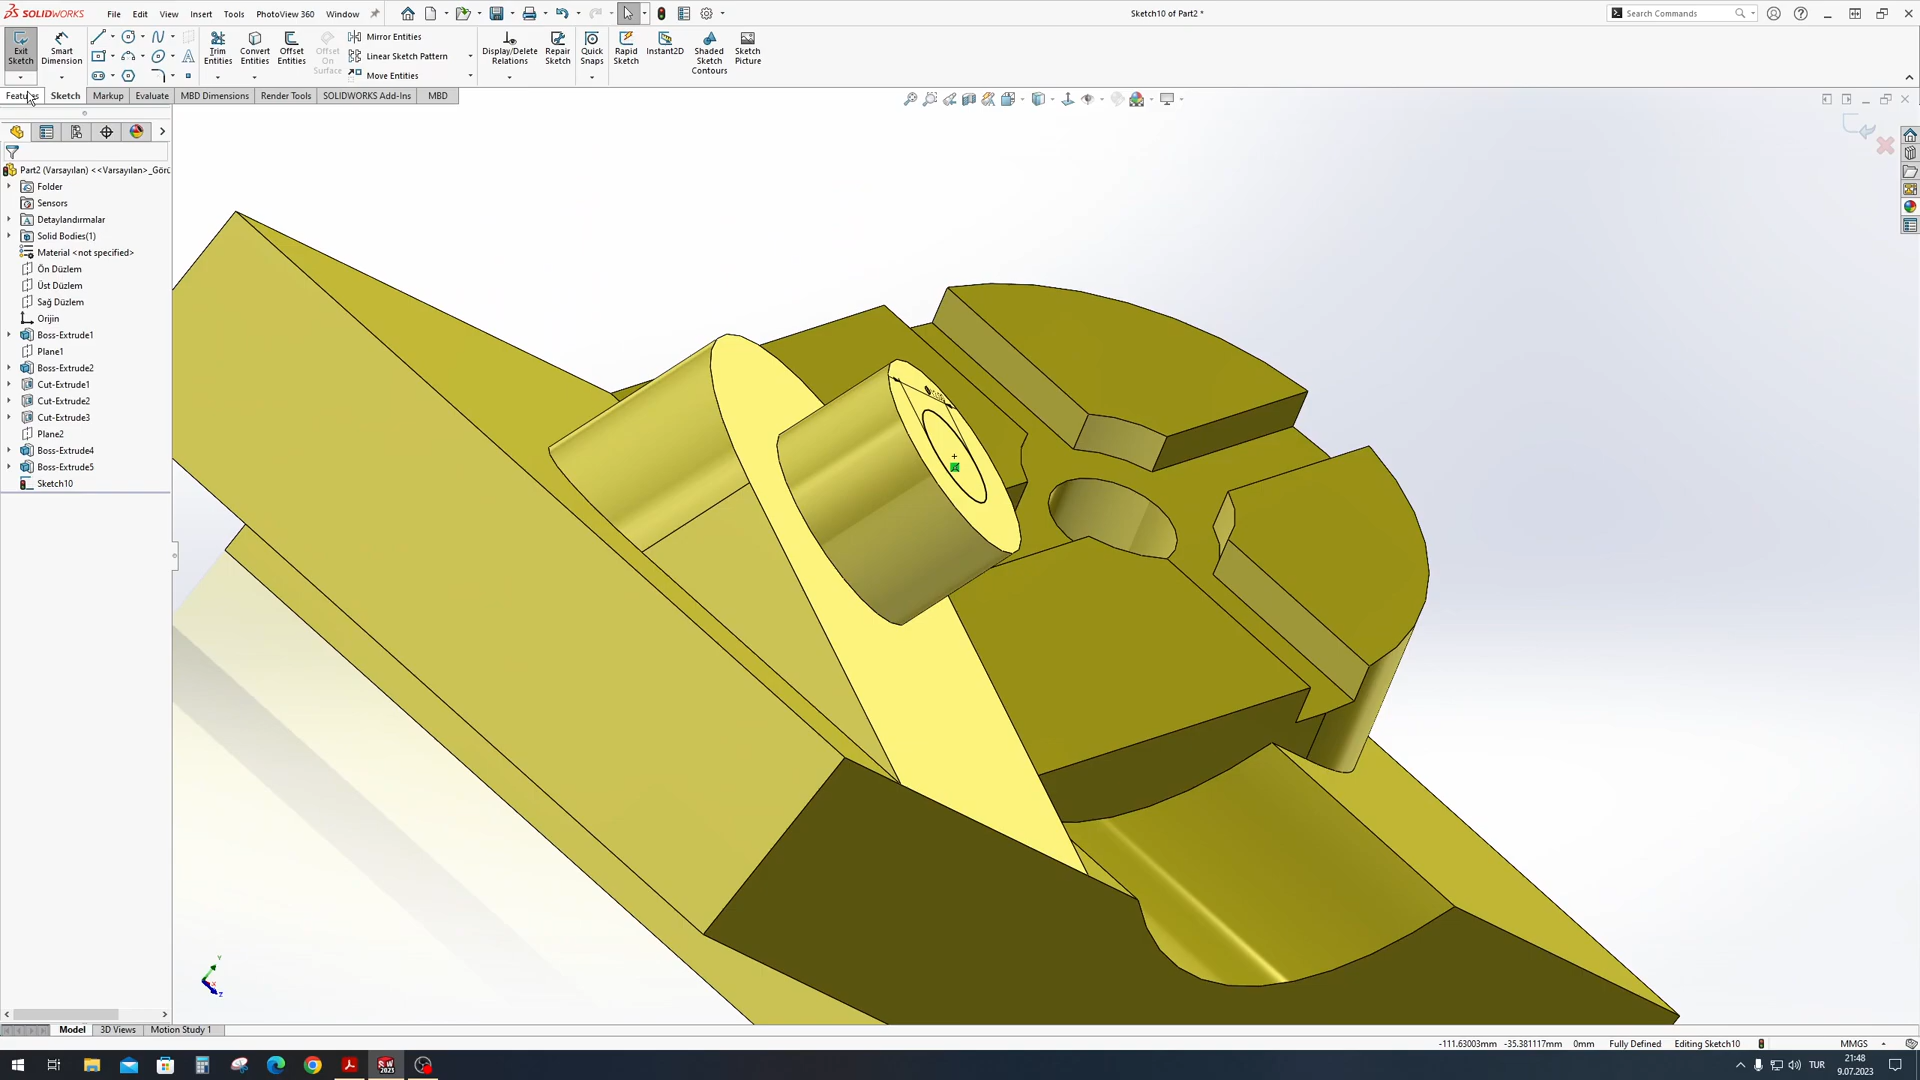 SOLIDWORKS File Edit View Insert Tools PhotoView 360 Window Sketch10 of Part2 * Search Commands
Exit Sketch
Smart Dimension
Trim Entities
Convert Entities
Offset Entities
Offset On Surface
Mirror Entities
Linear Sketch Pattern
Move Entities
Display/Delete Relations
Repair Sketch
Quick Snaps
Rapid Sketch
Instant2D
Shaded Sketch Contours
Sketch Picture
Features Sketch Markup Evaluate MBD Dimensions Render Tools SOLIDWORKS Add-Ins MBD
Part2 (Varsayılan) <<Varsayılan>_Görü
Folder
Sensors
Detaylandırmalar
Solid Bodies(1)
Material <not specified>
Ön Düzlem
Üst Düzlem
Sağ Düzlem
Orijin
Boss-Extrude1
Plane1
Boss-Extrude2
Cut-Extrude1
Cut-Extrude2
Cut-Extrude3
Plane2
Boss-Extrude4
Boss-Extrude5
Sketch10
Y
X
Z
Model 3D Views Motion Study 1
-111.63003mm -35.381117mm 0mm Fully Defined Editing Sketch10 MMGS
TUR
21:48
9.07.2023